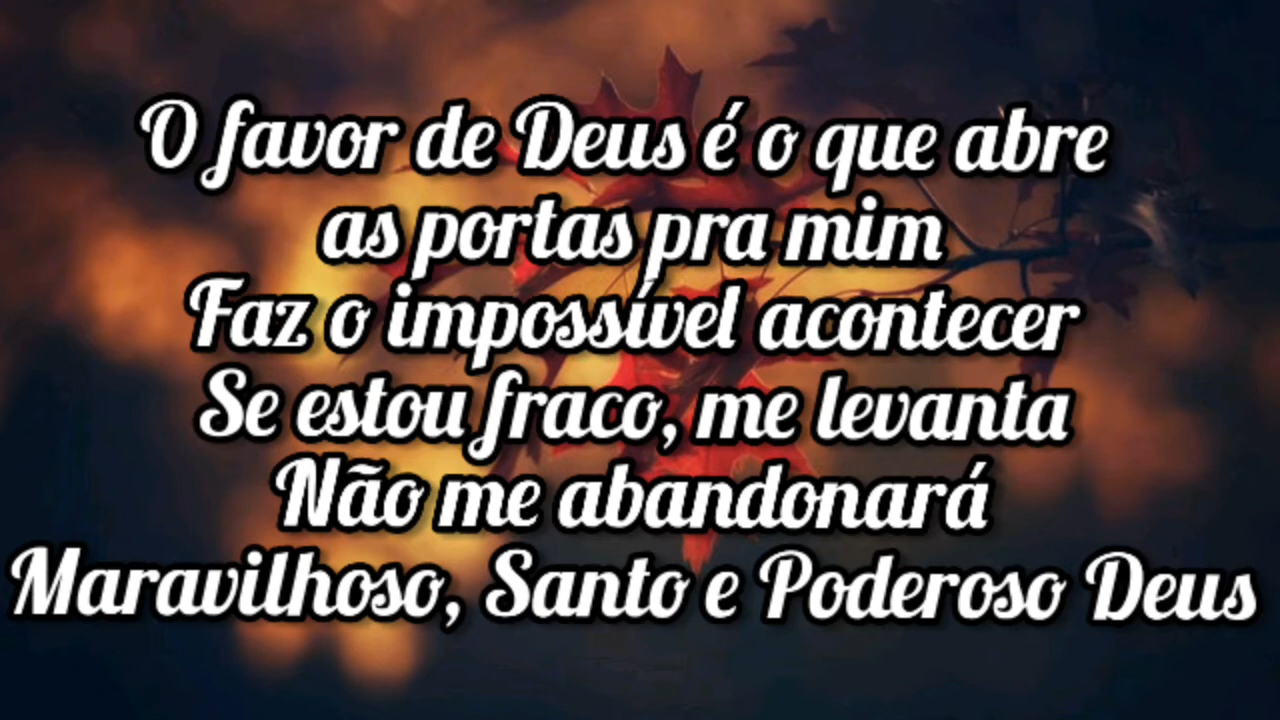 O favor de Deus é o que abre
as portas pra mim
Faz o impossível acontecer
Se estou fraco, me levanta
Não me abandonará
Maravilhoso, Santo e Poderoso Deus